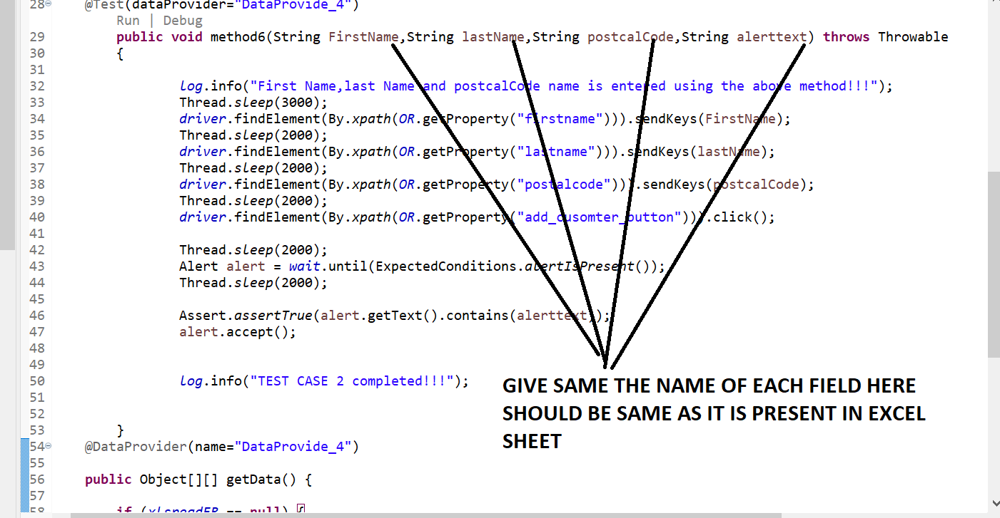 28 @Test(dataProvider="DataProvide_4")
Run | Debug
29 public void method6(String FirstName,String lastName,String postcalCode,String alerttext) throws Throwable
30 {
31
32 log.info("First Name,last Name and postcalCode name is entered using the above method!!!");
33 Thread.sleep(3000);
34 driver.findElement(By.xpath(OR.getProperty("firstname"))).sendKeys(FirstName);
35 Thread.sleep(2000);
36 driver.findElement(By.xpath(OR.getProperty("lastname"))).sendKeys(lastName);
37 Thread.sleep(2000);
38 driver.findElement(By.xpath(OR.getProperty("postalcode"))).sendKeys(postcalCode);
39 Thread.sleep(2000);
40 driver.findElement(By.xpath(OR.getProperty("add_cusomter_button"))).click();
41
42 Thread.sleep(2000);
43 Alert alert = wait.until(ExpectedConditions.alertIsPresent());
44 Thread.sleep(2000);
45
46 Assert.assertTrue(alert.getText().contains(alerttext));
47 alert.accept();
48
49
50 log.info("TEST CASE 2 completed!!!");
51
52
53 }
GIVE SAME THE NAME OF EACH FIELD HERE
SHOULD BE SAME AS IT IS PRESENT IN EXCEL
SHEET
54 @DataProvider(name="DataProvide_4")
55
56 public Object[][] getData() {
57
58 if (xlsreadER == null) {